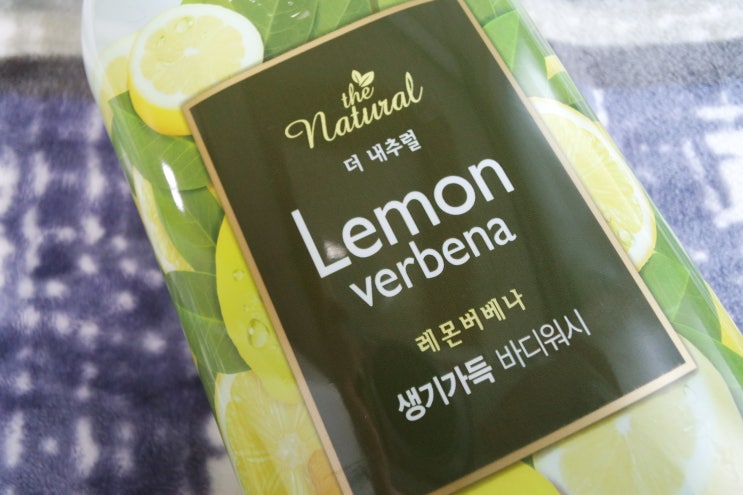 the
Natural
더 내추럴
Lemon
verbena
레몬버베나
생기가득 바디워시